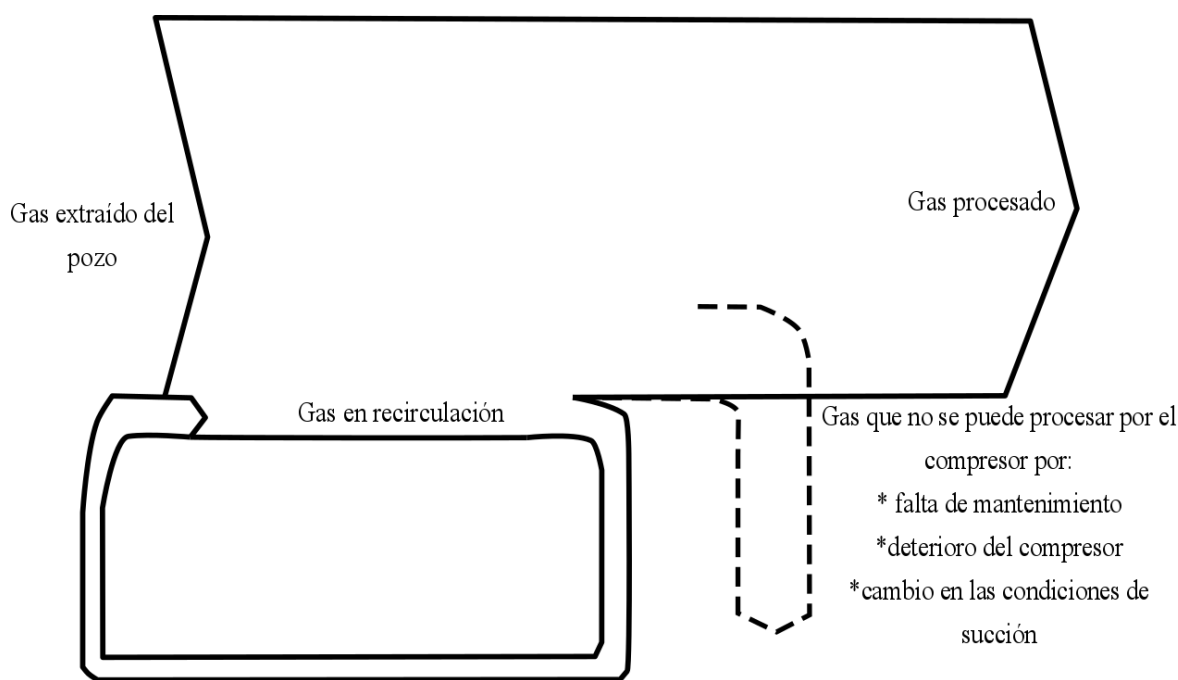 Gas extraído del
pozo
Gas procesado
Gas en recirculación
Gas que no se puede procesar por el
compresor por:
* falta de mantenimiento
*deterioro del compresor
*cambio en las condiciones de
succión